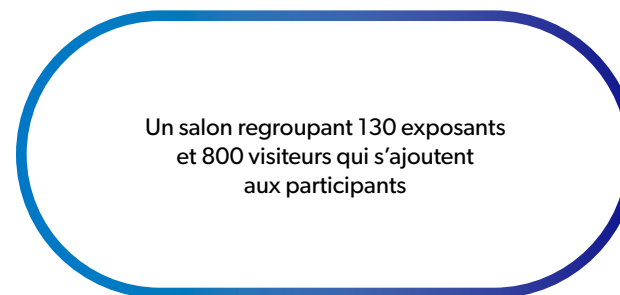 Un salon regroupant 130 exposants
et 800 visiteurs qui s’ajoutent
aux participants